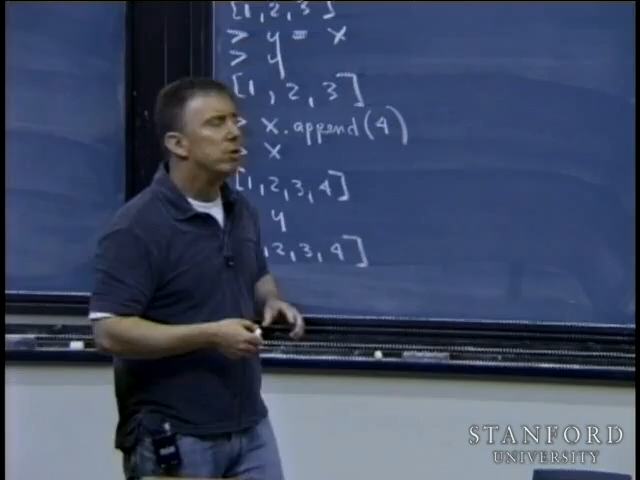 [1,2,3]
> y = x
> y
[1,2,3]
> x.append(4)
> x
[1,2,3,4]
y
,2,3,4]
STANFORD
UNIVERSITY